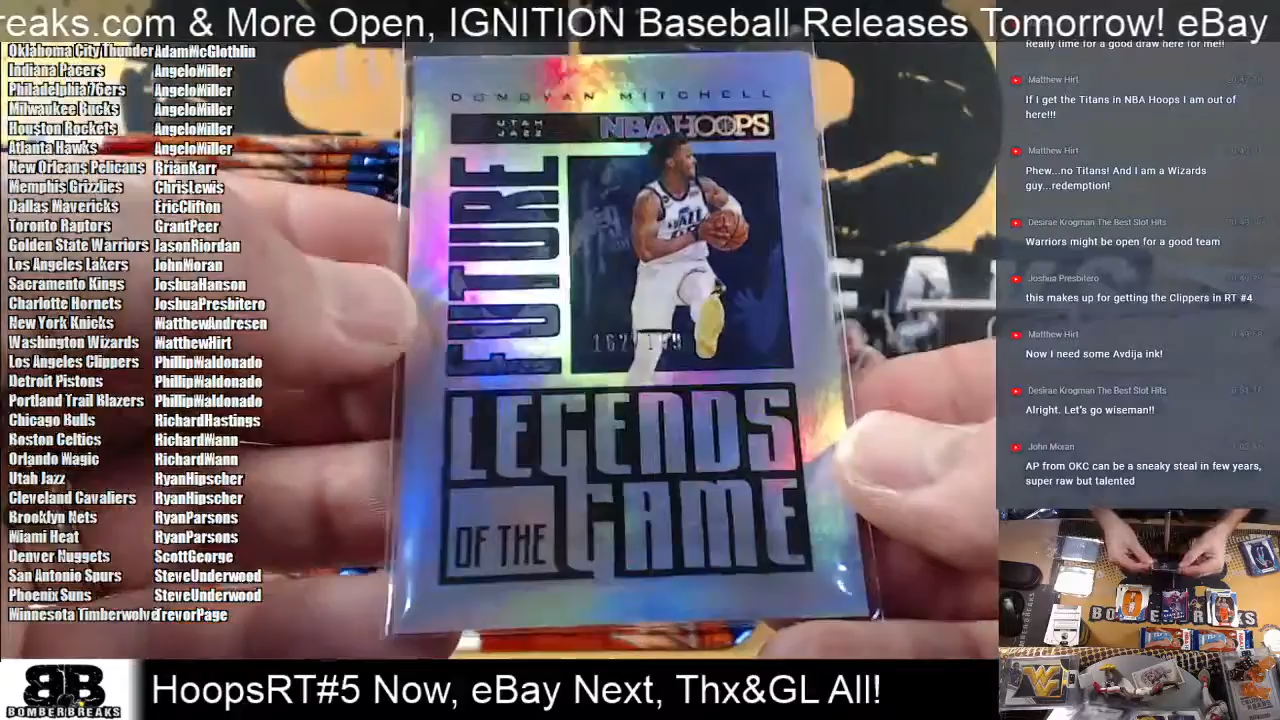 reaks.com & More Open, IGNITION Baseball Releases Tomorrow! eBay
Oklahoma City Thunder AdamMcGlothlin
Indiana Pacers AngeloMiller
Philadelphia 76ers AngeloMiller
Milwaukee Bucks AngeloMiller
Houston Rockets AngeloMiller
Atlanta Hawks AngeloMiller
New Orleans Pelicans BrianKarr
Memphis Grizzlies ChrisLewis
Dallas Mavericks EricClifton
Toronto Raptors GrantPeer
Golden State Warriors JasonRiordan
Los Angeles Lakers JohnMoran
Sacramento Kings JoshuaHanson
Charlotte Hornets JoshuaPresbitero
New York Knicks MatthewAndresen
Washington Wizards MatthewHirt
Los Angeles Clippers PhillipMaldonado
Detroit Pistons PhillipMaldonado
Portland Trail Blazers PhillipMaldonado
Chicago Bulls RichardHastings
Boston Celtics RichardWann
Orlando Magic RichardWann
Utah Jazz RyanHipscher
Cleveland Cavaliers RyanHipscher
Brooklyn Nets RyanParsons
Miami Heat RyanParsons
Denver Nuggets ScottGeorge
San Antonio Spurs SteveUnderwood
Phoenix Suns SteveUnderwood
Minnesota Timberwolve TrevorPage
DONOVAN MITCHELL
UTAH
JAZZ
NBA HOOPS
FUTURE
LEGENDS
OF THE
GAME
Really time for a good draw here for me!!
Matthew Hirt
If I get the Titans in NBA Hoops I am out of
here!!!
Matthew Hirt
Phew...no Titans! And I am a Wizards
guy...redemption!
Desirae Krogman The Best Slot Hits
Warriors might be open for a good team
Joshua Presbitero
this makes up for getting the Clippers in RT #4
Matthew Hirt
Now I need some Avdija ink!
Desirae Krogman The Best Slot Hits
Alright. Let's go wiseman!!
John Moran
AP from OKC can be a sneaky steal in few years,
super raw but talented
BB
BOMBERBREAKS
HoopsRT#5 Now, eBay Next, Thx&GL All!